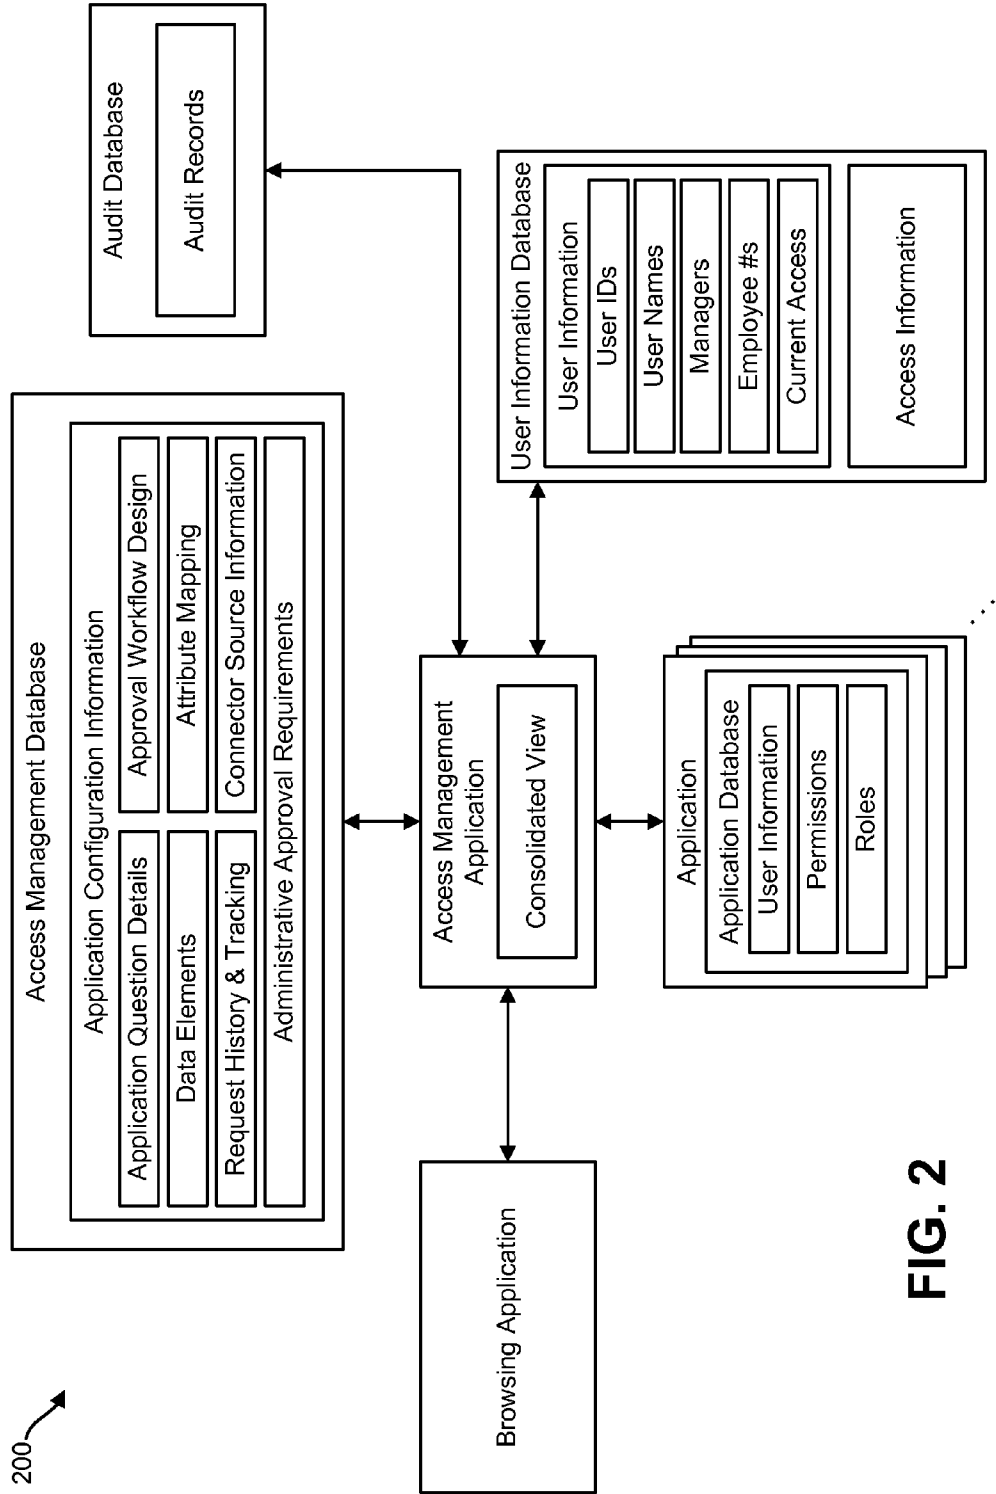 200
Access Management Database
Application Configuration Information
Application Question Details
Approval Workflow Design
Data Elements
Attribute Mapping
Request History & Tracking
Connector Source Information
Administrative Approval Requirements
Audit Database
Audit Records
Browsing Application
Access Management
Application
Consolidated View
User Information Database
User Information
User IDs
User Names
Managers
Employee #s
Current Access
Access Information
Application
Application Database
User Information
Permissions
Roles
FIG. 2